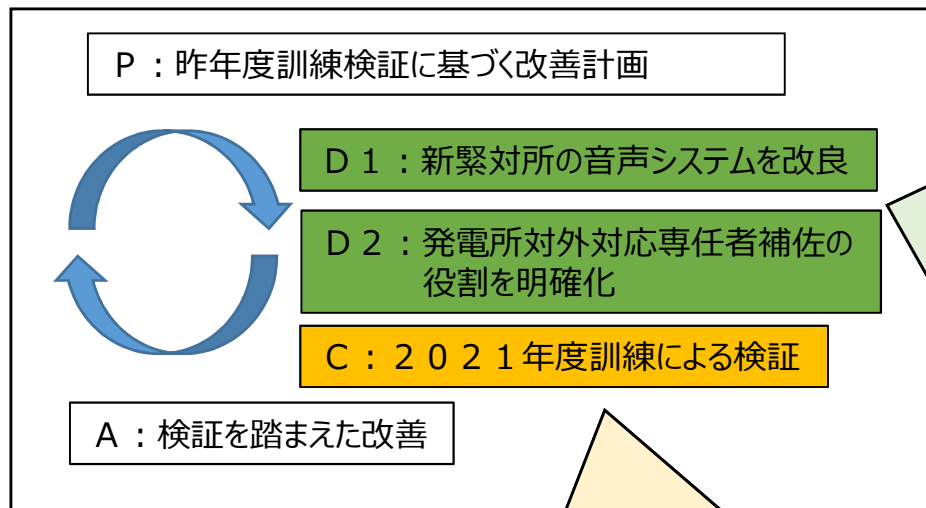 P：昨年度訓練検証に基づく改善計画
D１：新緊対所の音声システムを改良
D２：発電所対外対応専任者補佐の
役割を明確化
C：２０２１年度訓練による検証
A：検証を踏まえた改善